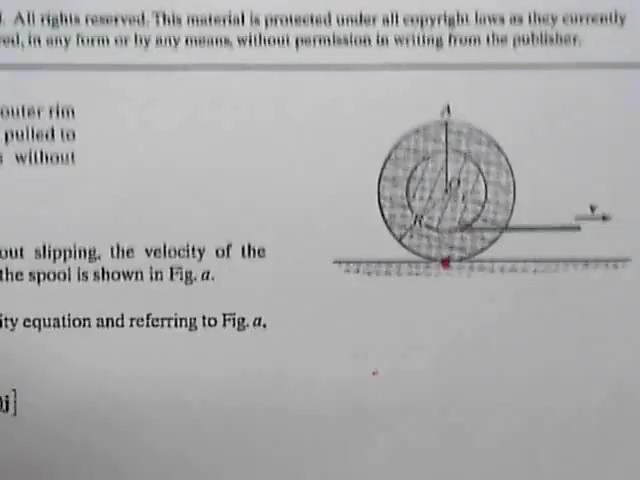 . All rights reserved. This material is protected under all copyright laws as they currently
ed, in any form or by any means, without permission in writing from the publisher.
A
outer rim
pulled to
s without
R
v
out slipping, the velocity of the
the spool is shown in Fig. a.
ity equation and referring to Fig. a,
j]